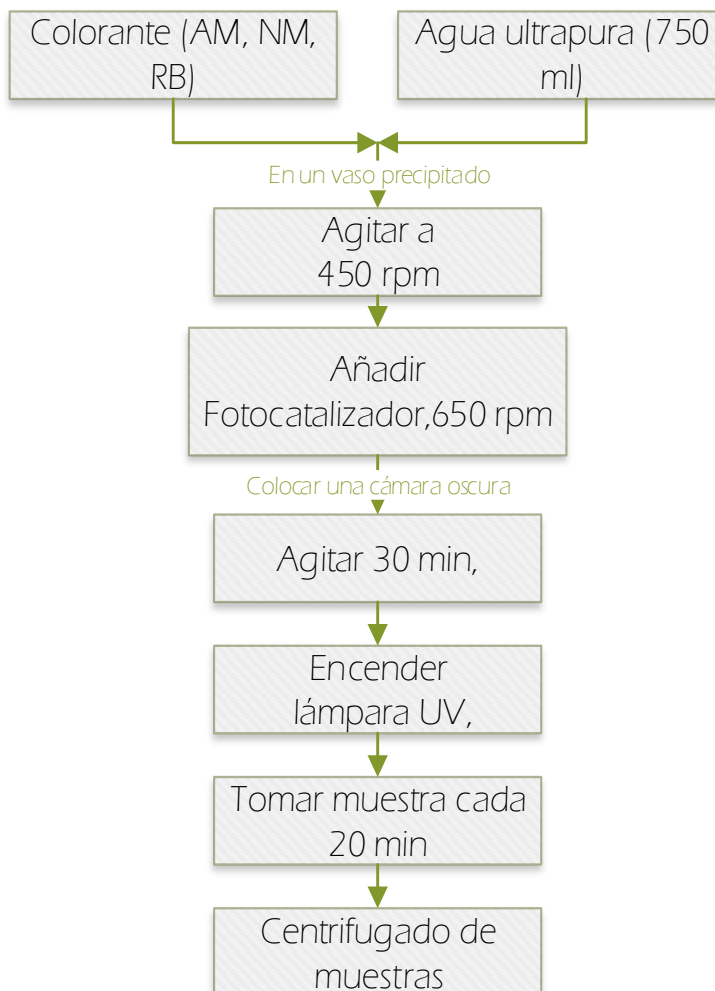 Colorante (AM, NM,
RB)
Agua ultrapura (750
ml)
En un vaso precipitado
Agitar a
450 rpm
Añadir
Fotocatalizador,650 rpm
Colocar una cámara oscura
Agitar 30 min,
Encender
lámpara UV,
Tomar muestra cada
20 min
Centrifugado de
muestras